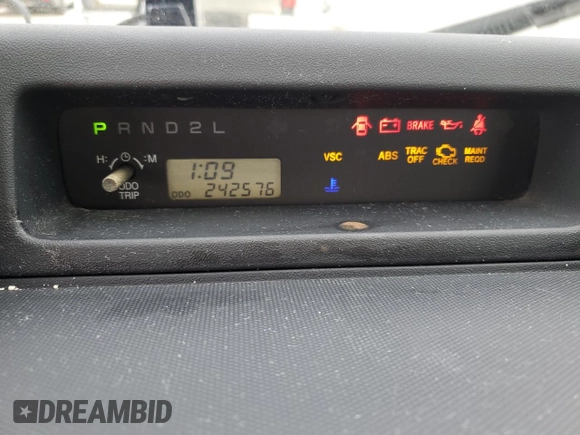 P R N D 2 L
BRAKE
H: :M
1:09
VSC
ABS
TRAC OFF
CHECK
MAINT REQD
ODO TRIP
ODO 242576
DREAMBID